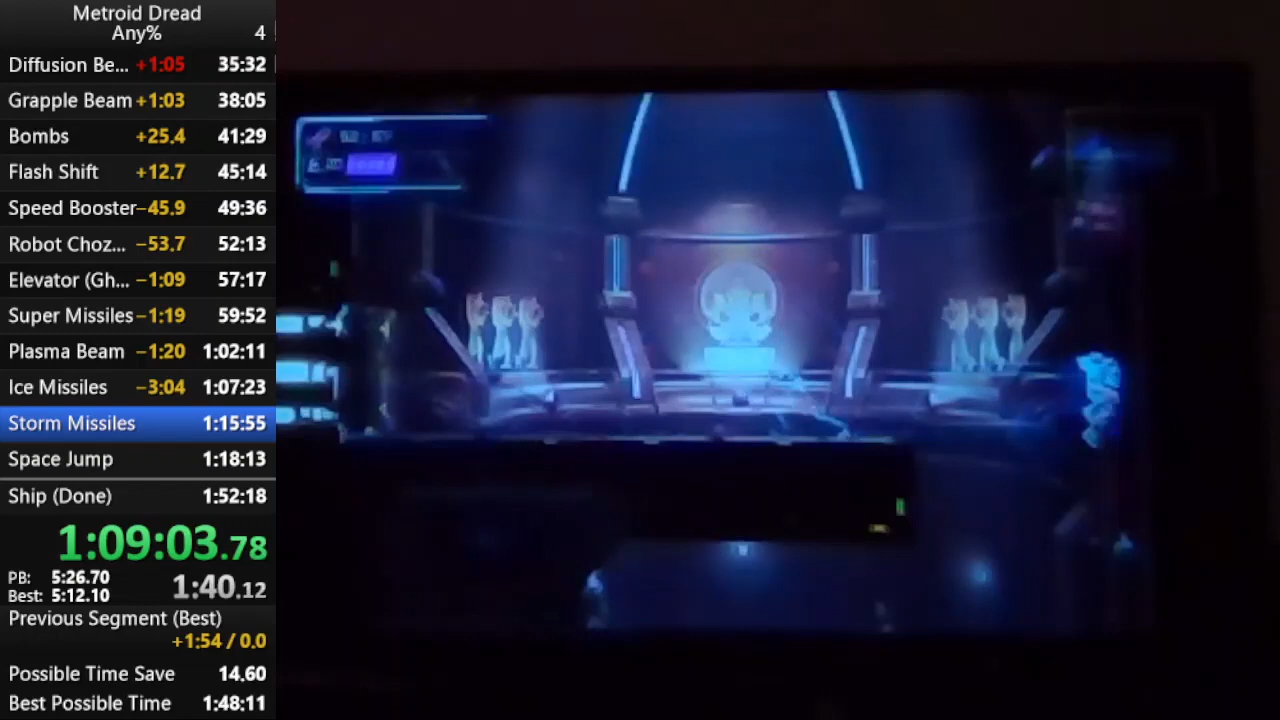 Metroid Dread
Any% 4
Diffusion Be... +1:05 35:32
Grapple Beam +1:03 38:05
Bombs +25.4 41:29
Flash Shift +12.7 45:14
Speed Booster −45.9 49:36
Robot Choz... −53.7 52:13
Elevator (Gh... −1:09 57:17
Super Missiles −1:19 59:52
Plasma Beam −1:20 1:02:11
Ice Missiles −3:04 1:07:23
Storm Missiles 1:15:55
Space Jump 1:18:13
Ship (Done) 1:52:18
1:09:03.78
PB: 5:26.70
Best: 5:12.10
1:40.12
Previous Segment (Best)
+1:54 / 0.0
Possible Time Save 14.60
Best Possible Time 1:48:11